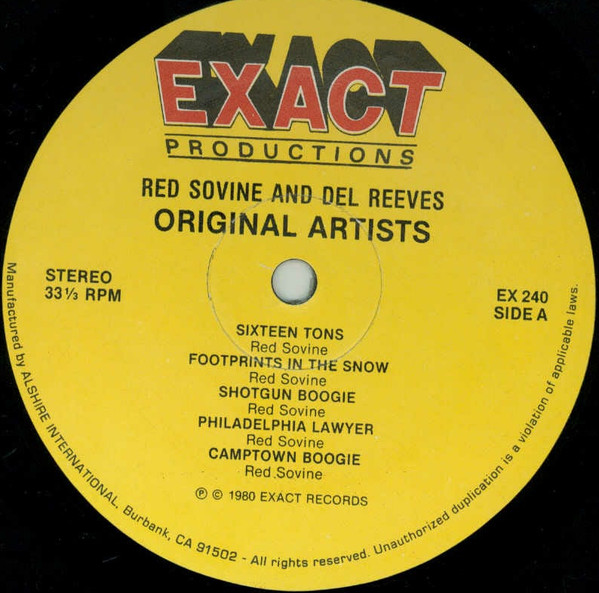 EXACT
PRODUCTIONS
RED SOVINE AND DEL REEVES
ORIGINAL ARTISTS
STEREO
33⅓ RPM
EX 240
SIDE A
SIXTEEN TONS
Red Sovine
FOOTPRINTS IN THE SNOW
Red Sovine
SHOTGUN BOOGIE
Red Sovine
PHILADELPHIA LAWYER
Red Sovine
CAMPTOWN BOOGIE
Red Sovine
℗ © 1980 EXACT RECORDS
Manufactured by ALSHIRE INTERNATIONAL, Burbank, CA 91502 - All rights reserved. Unauthorized duplication is a violation of applicable laws.